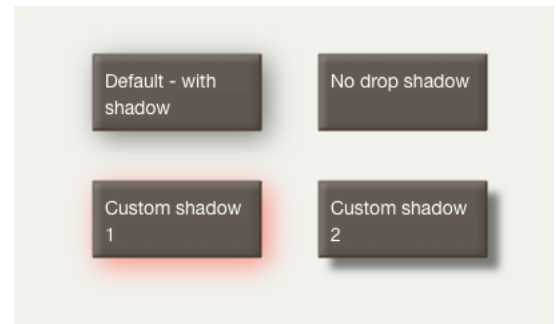 Default - with
shadow
No drop shadow
Custom shadow
1
Custom shadow
2